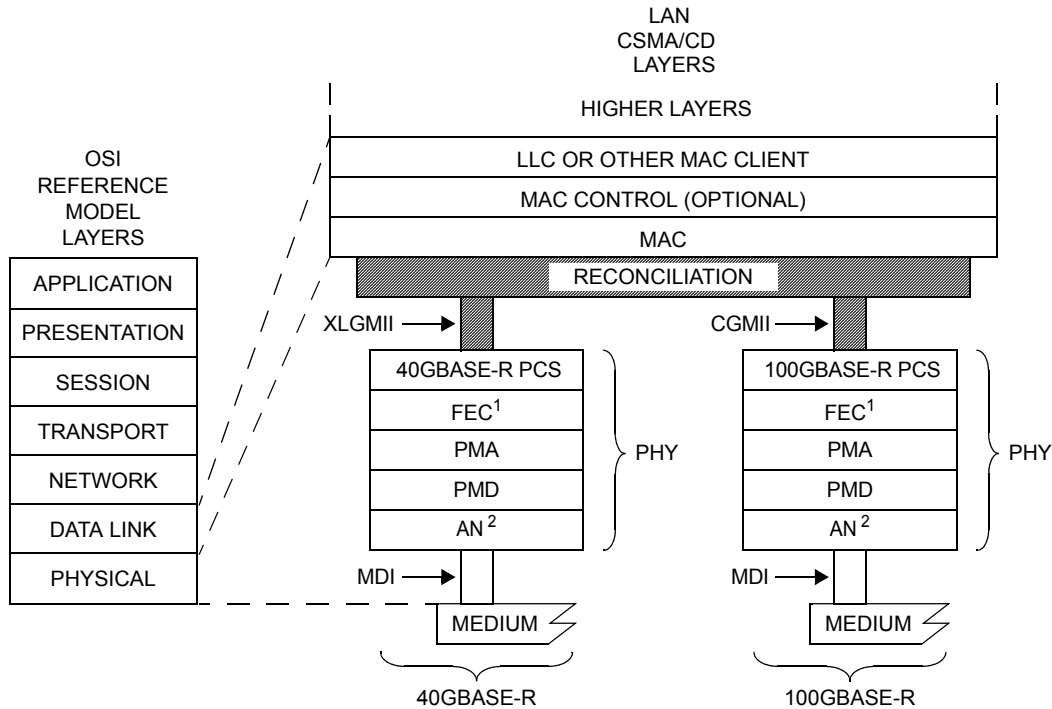 LAN
CSMA/CD
LAYERS
HIGHER LAYERS
LLC OR OTHER MAC CLIENT
MAC CONTROL (OPTIONAL)
MAC
RECONCILIATION
OSI
REFERENCE
MODEL
LAYERS
APPLICATION
PRESENTATION
SESSION
TRANSPORT
NETWORK
DATA LINK
PHYSICAL
XLGMII
40GBASE-R PCS
FEC1
PMA
PMD
AN 2
PHY
MDI
MEDIUM
40GBASE-R
CGMII
100GBASE-R PCS
FEC1
PMA
PMD
AN 2
PHY
MDI
MEDIUM
100GBASE-R